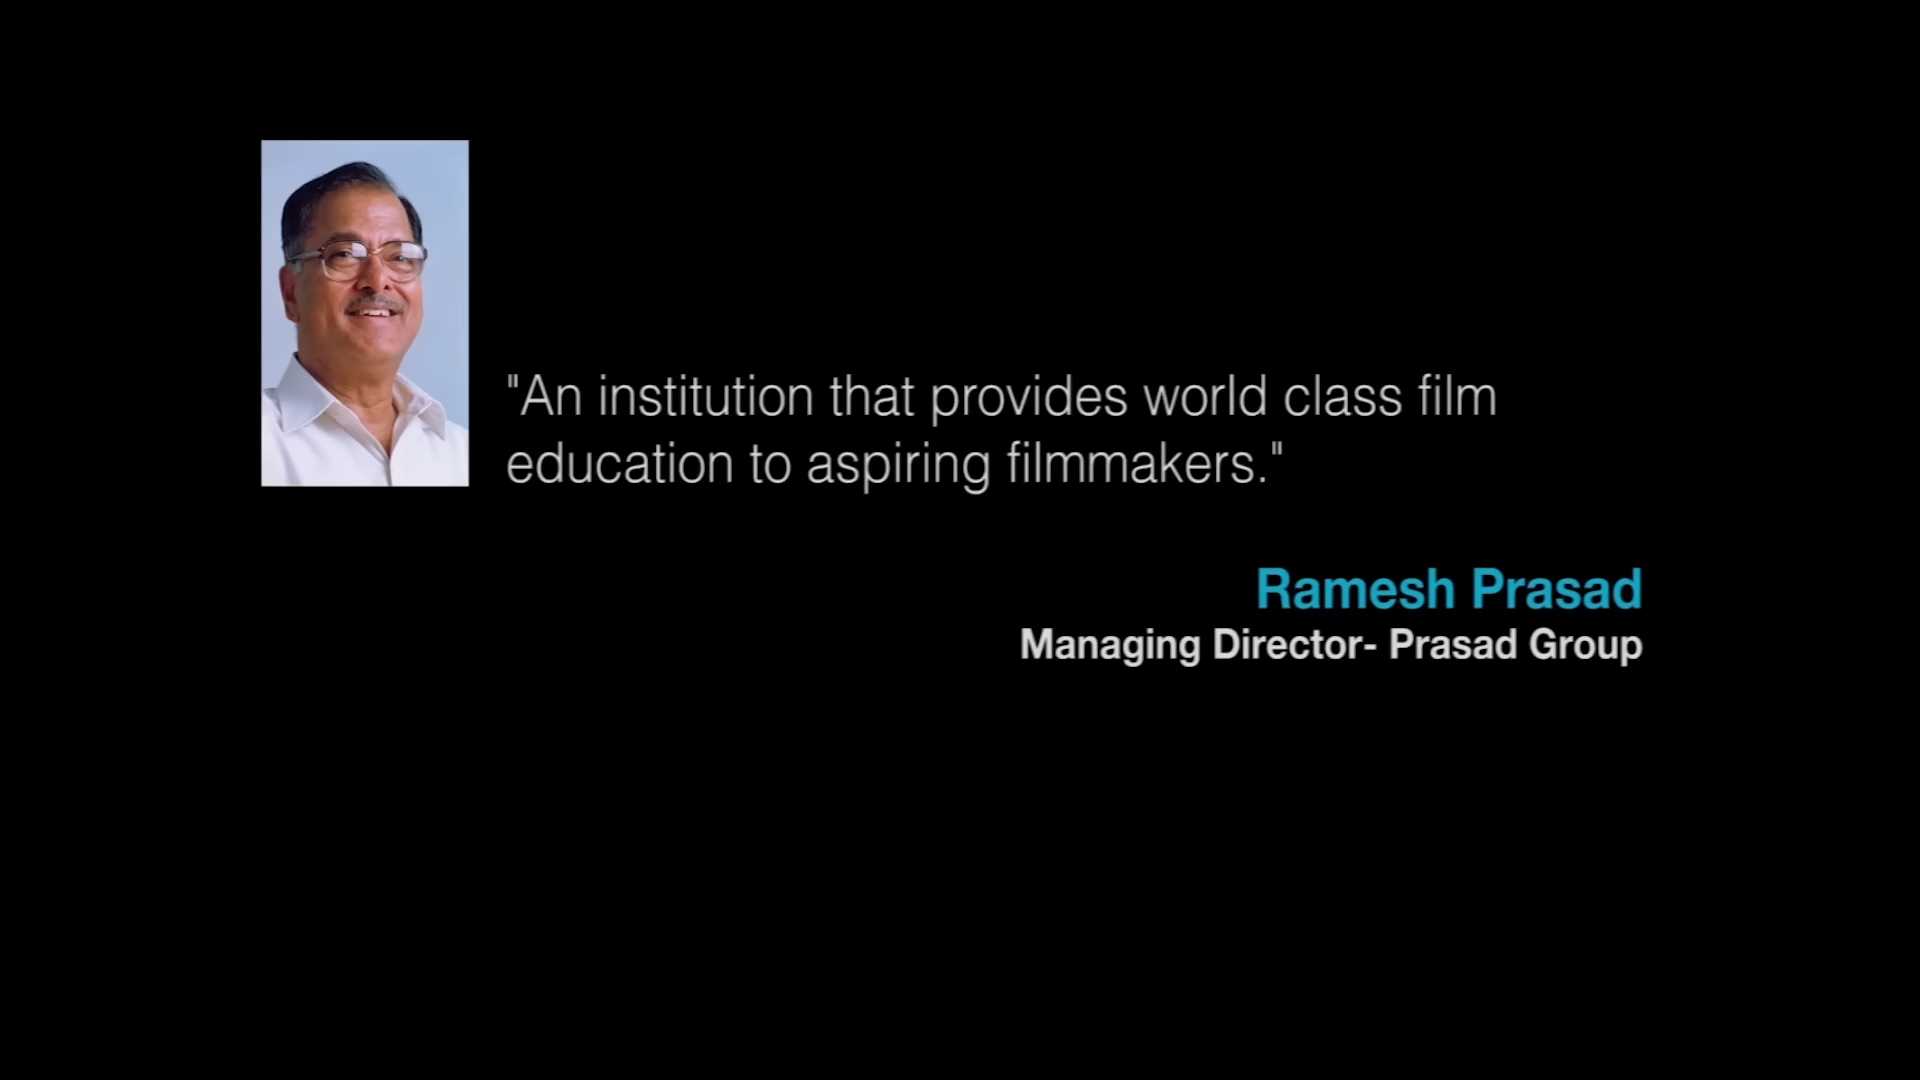 "An institution that provides world class film
education to aspiring filmmakers."
Ramesh Prasad
Managing Director- Prasad Group